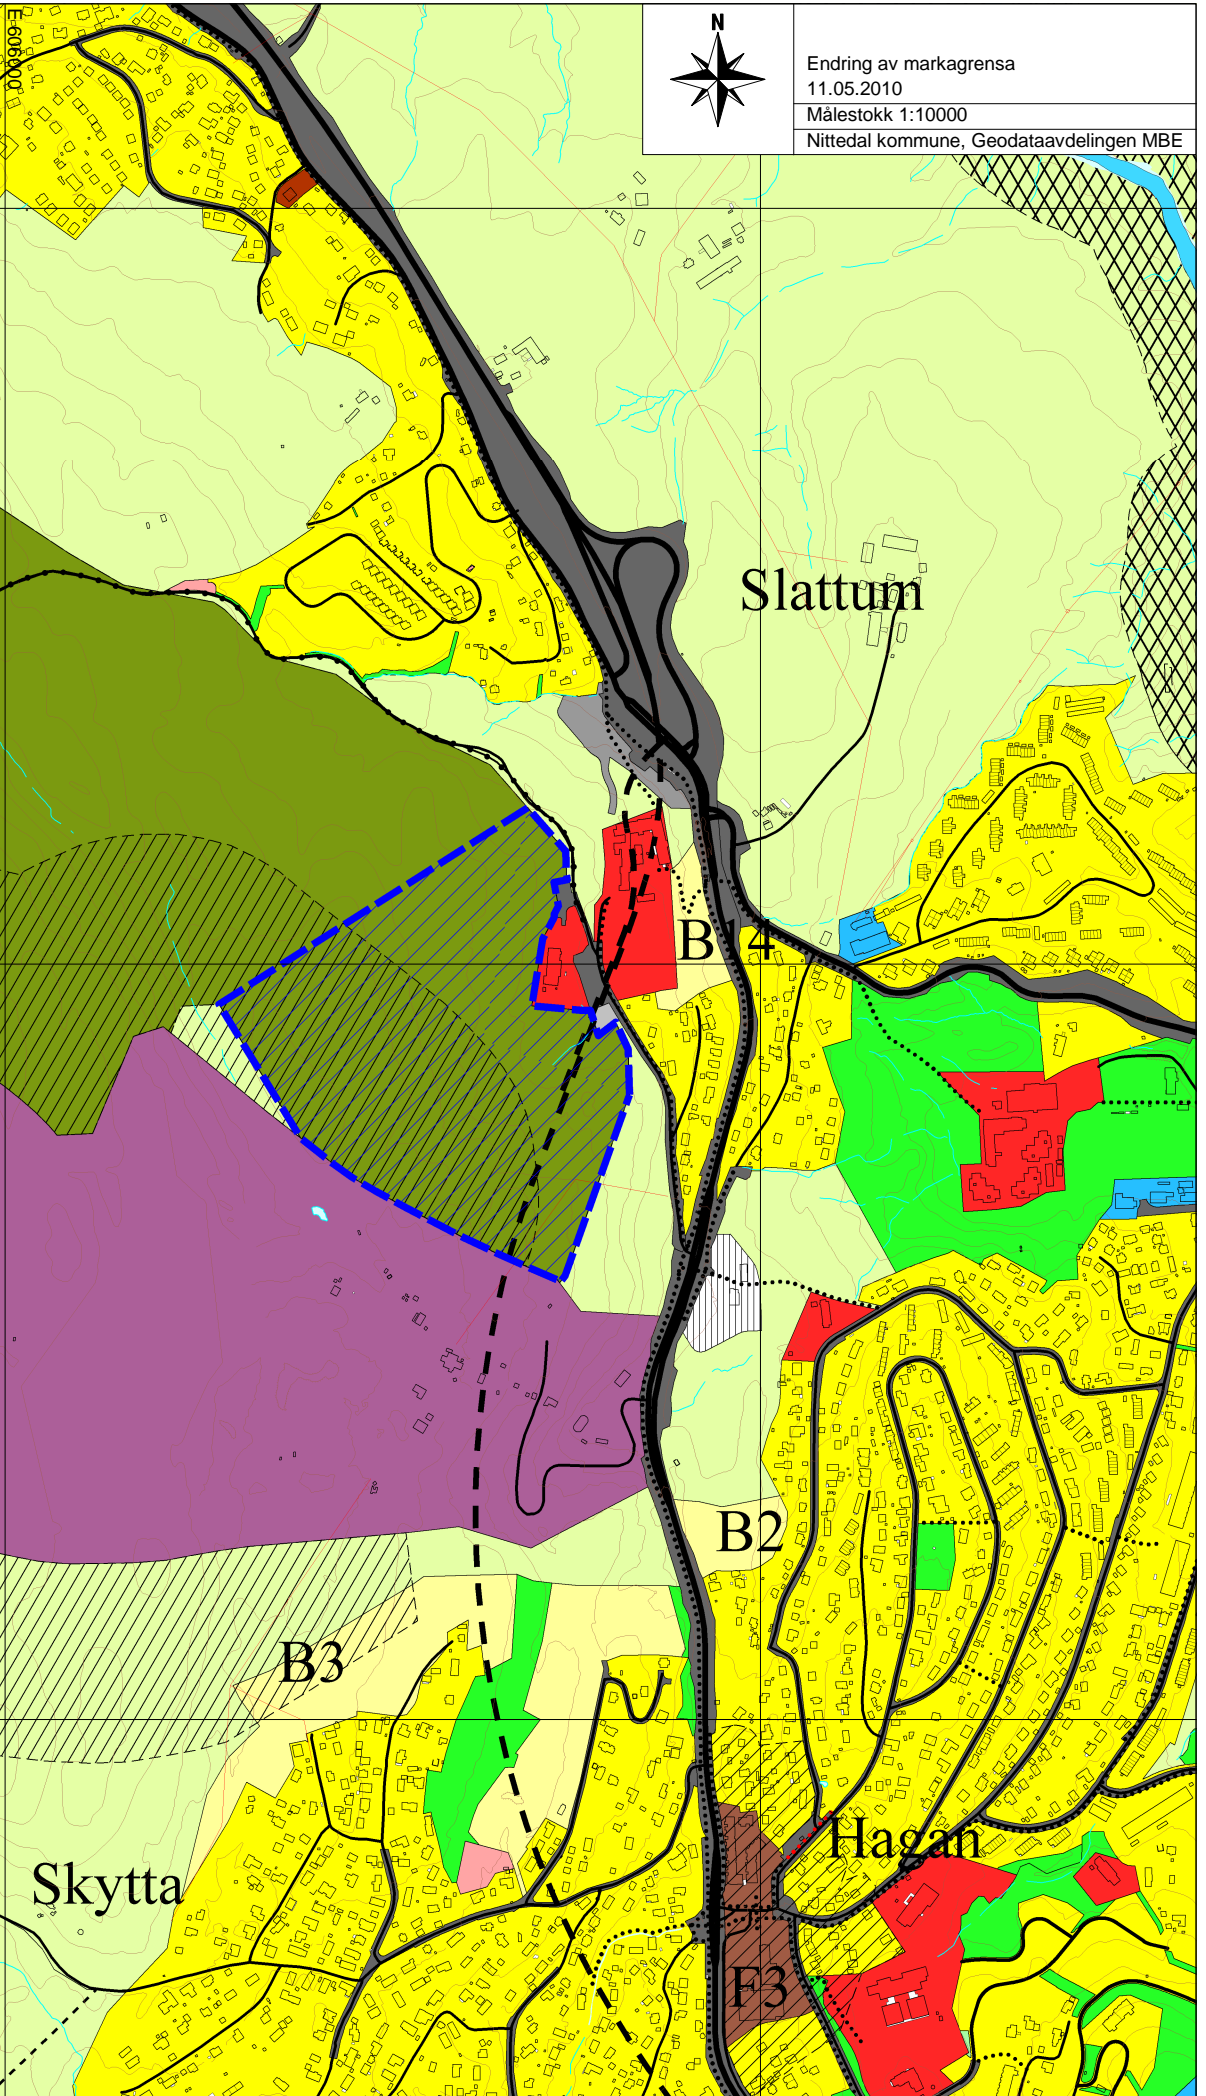 E 606000
N
Endring av markagrensa
11.05.2010
Målestokk 1:10000
Nittedal kommune, Geodataavdelingen MBE
Slattum
B14
B2
B3
Hagan
Skytta
F3